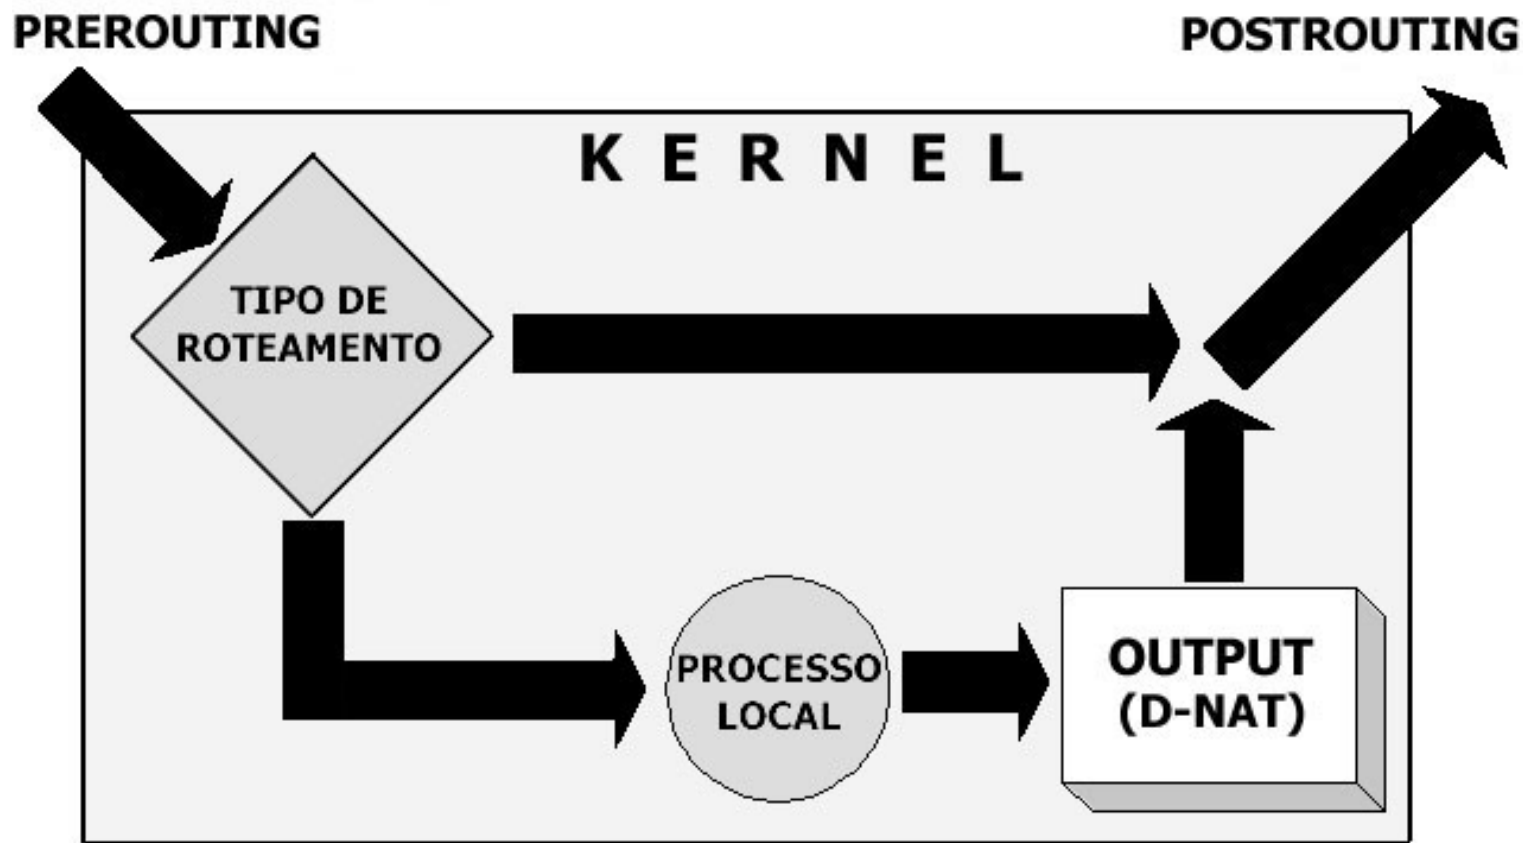 PREROUTING
POSTROUTING
K E R N E L
TIPO DE
ROTEAMENTO
PROCESSO
LOCAL
OUTPUT
(D-NAT)